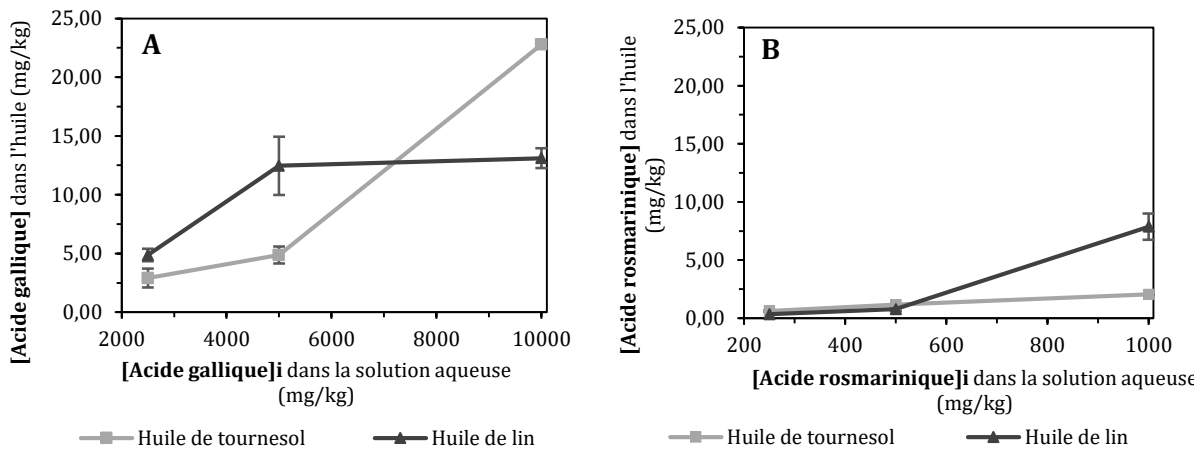 [Acide gallique] dans l'huile (mg/kg)
25,00
20,00
15,00
10,00
5,00
0,00
A
2000
4000
6000
8000
10000
[Acide gallique]i dans la solution aqueuse
(mg/kg)
Huile de tournesol
Huile de lin
[Acide rosmarinique] dans l'huile
(mg/kg)
25,00
20,00
15,00
10,00
5,00
0,00
B
200
400
600
800
1000
[Acide rosmarinique]i dans la solution aqueuse
(mg/kg)
Huile de tournesol
Huile de lin